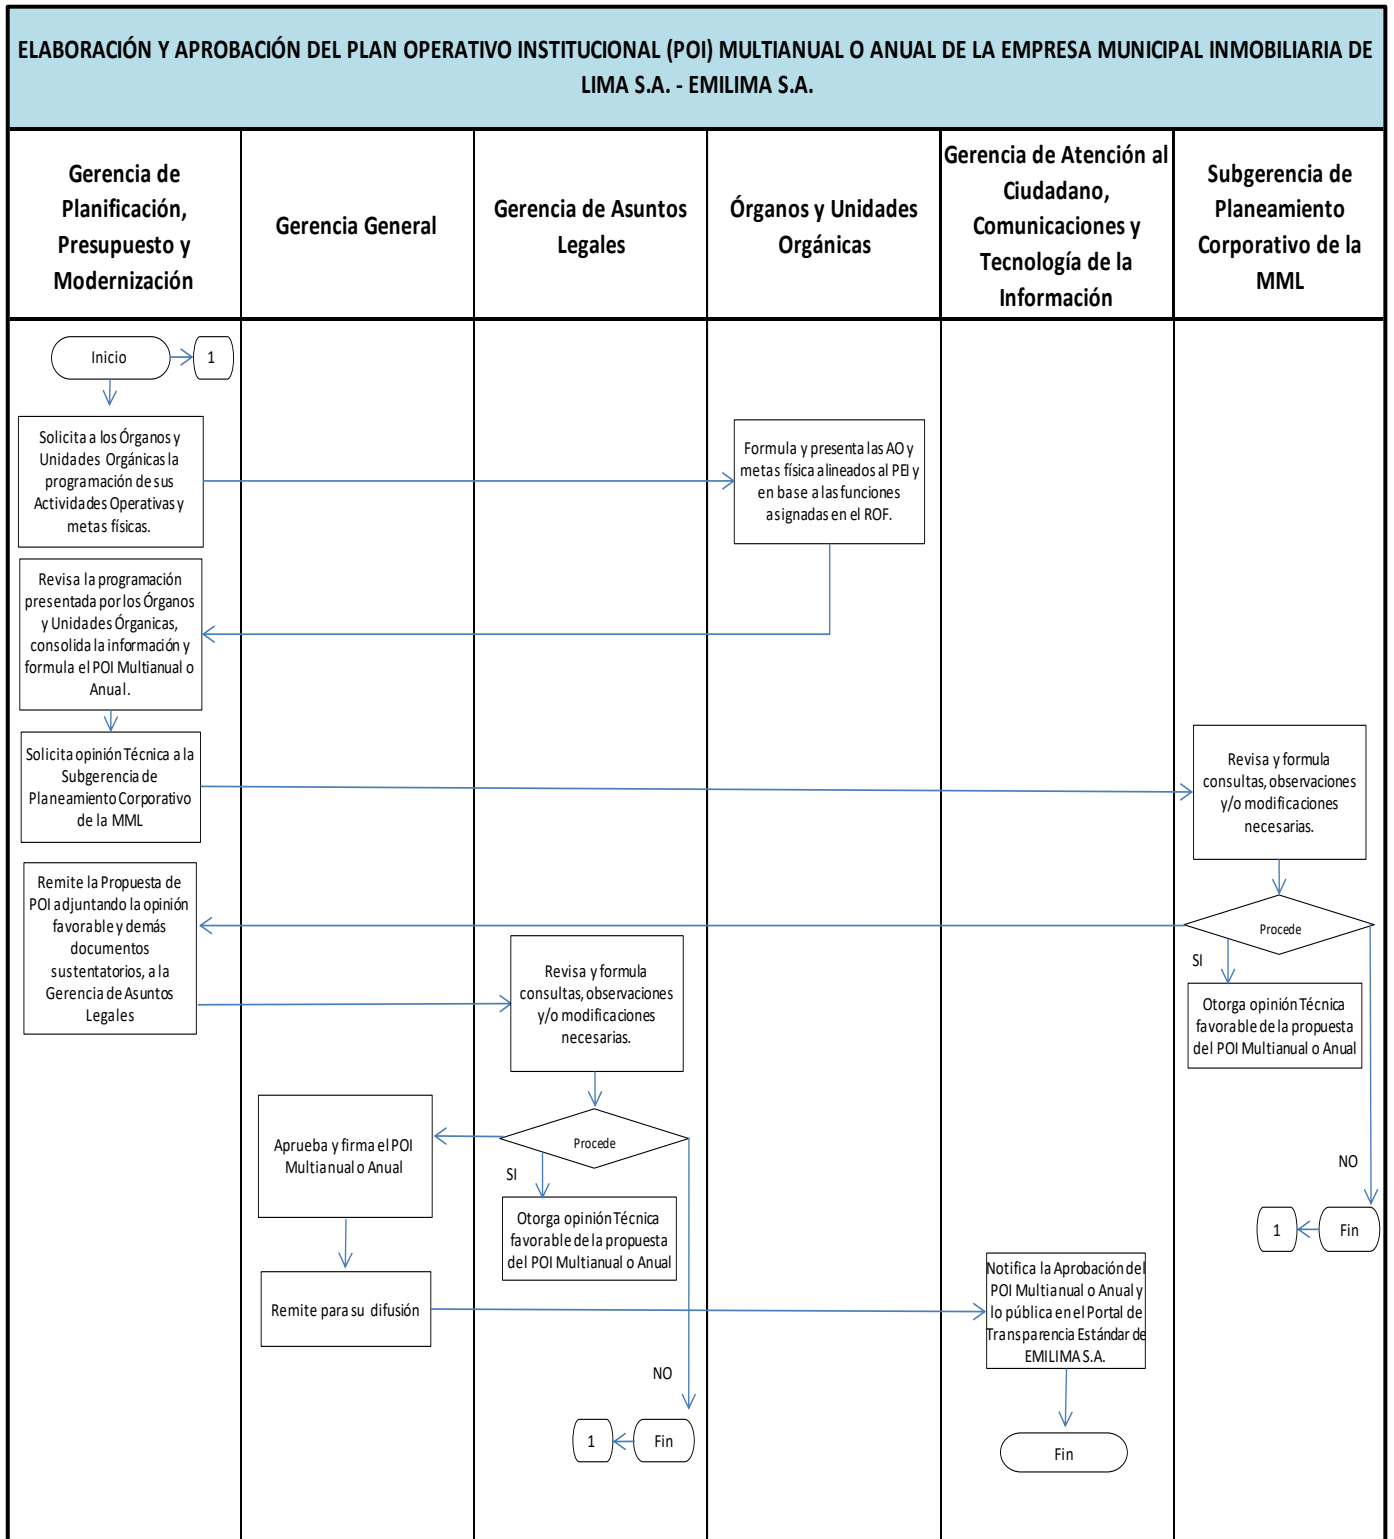 ELABORACIÓN Y APROBACIÓN DEL PLAN OPERATIVO INSTITUCIONAL (POI) MULTIANUAL O ANUAL DE LA EMPRESA MUNICIPAL INMOBILIARIA DE
LIMA S.A. - EMILIMA S.A.
Gerencia de
Planificación,
Presupuesto y
Modernización
Gerencia General
Gerencia de Asuntos
Legales
Órganos y Unidades
Orgánicas
Gerencia de Atención al
Ciudadano,
Comunicaciones y
Tecnología de la
Información
Subgerencia de
Planeamiento
Corporativo de la
MML
Inicio
1
Solicita a los Órganos y
Unidades Orgánicas la
programación de sus
Actividades Operativas y
metas físicas.
Formula y presenta las AO y
metas física alineados al PEI y
en base a las funciones
asignadas en el ROF.
Revisa la programación
presentada por los Órganos
y Unidades Órganicas,
consolida la información y
formula el POI Multianual o
Anual.
Solicita opinión Técnica a la
Subgerencia de
Planeamiento Corporativo
de la MML
Revisa y formula
consultas, observaciones
y/o modificaciones
necesarias.
Remite la Propuesta de
POI adjuntando la opinión
favorable y demás
documentos
sustentatorios, a la
Gerencia de Asuntos
Legales
Procede
SI
Otorga opinión Técnica
favorable de la propuesta
del POI Multianual o Anual
NO
1
Fin
Revisa y formula
consultas, observaciones
y/o modificaciones
necesarias.
Procede
SI
Otorga opinión Técnica
favorable de la propuesta
del POI Multianual o Anual
NO
1
Fin
Aprueba y firma el POI
Multianual o Anual
Remite para su difusión
Notifica la Aprobación del
POI Multianual o Anual y
lo pública en el Portal de
Transparencia Estándar de
EMILIMA S.A.
Fin